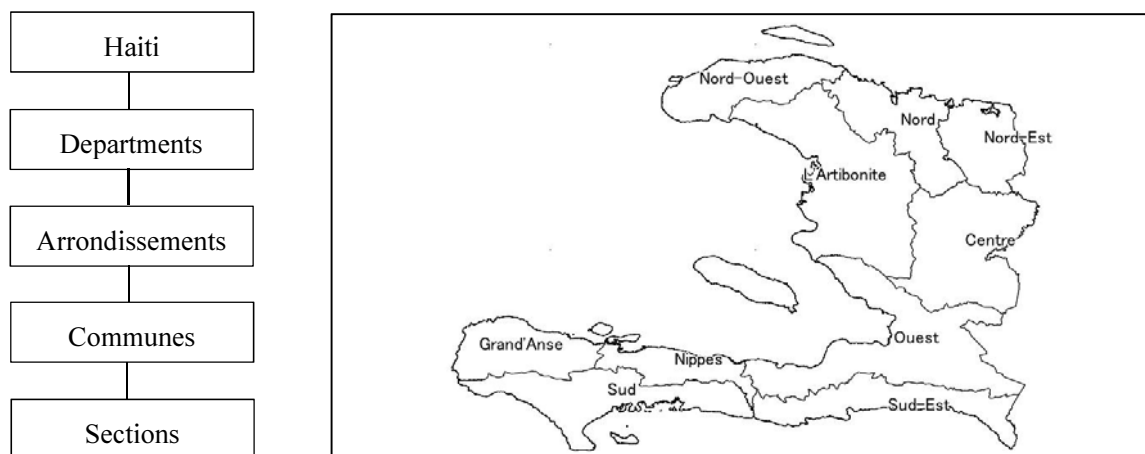 Haiti
Departments
Arrondissements
Communes
Sections
Nord-Ouest
Nord
Nord-Est
Artibonite
Centre
Ouest
Grand'Anse
Nippes
Sud
Sud-Est